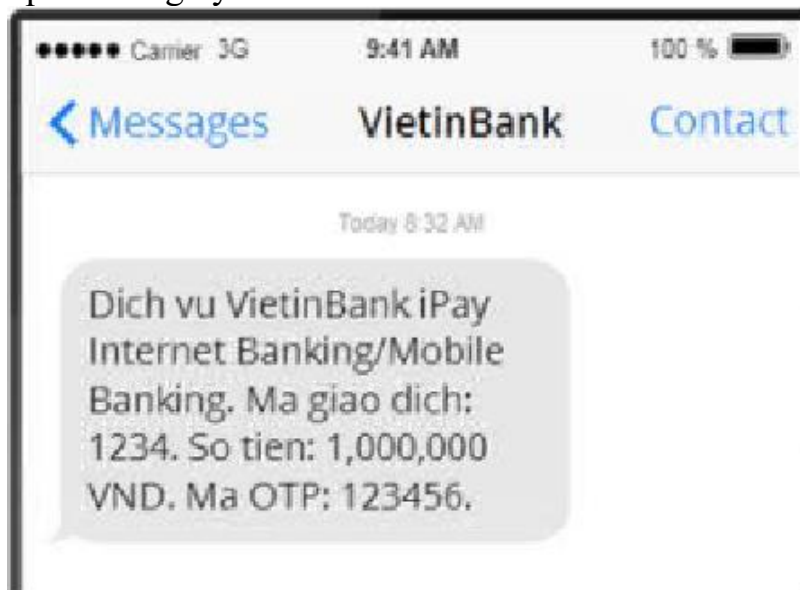 Carrier 3G 9:41 AM 100 %
Messages VietinBank Contact
Today 8:32 AM
Dich vu VietinBank iPay
Internet Banking/Mobile
Banking. Ma giao dich:
1234. So tien: 1,000,000
VND. Ma OTP: 123456.